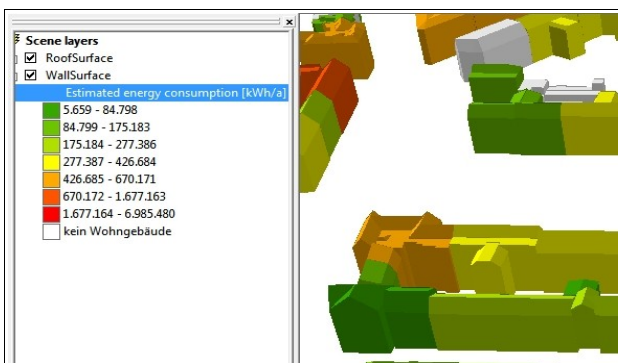 Scene layers
RoofSurface
WallSurface
Estimated energy consumption [kWh/a]
5.659 - 84.798
84.799 - 175.183
175.184 - 277.386
277.387 - 426.684
426.685 - 670.171
670.172 - 1.677.163
1.677.164 - 6.985.480
kein Wohngebäude